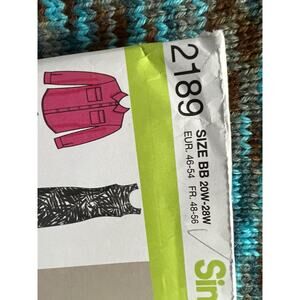 2189
SIZE BB 20W-28W
EUR. 46-54 FR. 48-56
Sim